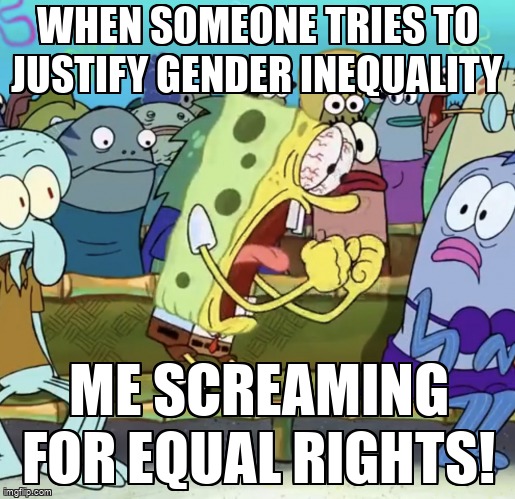 WHEN SOMEONE TRIES TO
JUSTIFY GENDER INEQUALITY
ME SCREAMING
FOR EQUAL RIGHTS!
imgflip.com